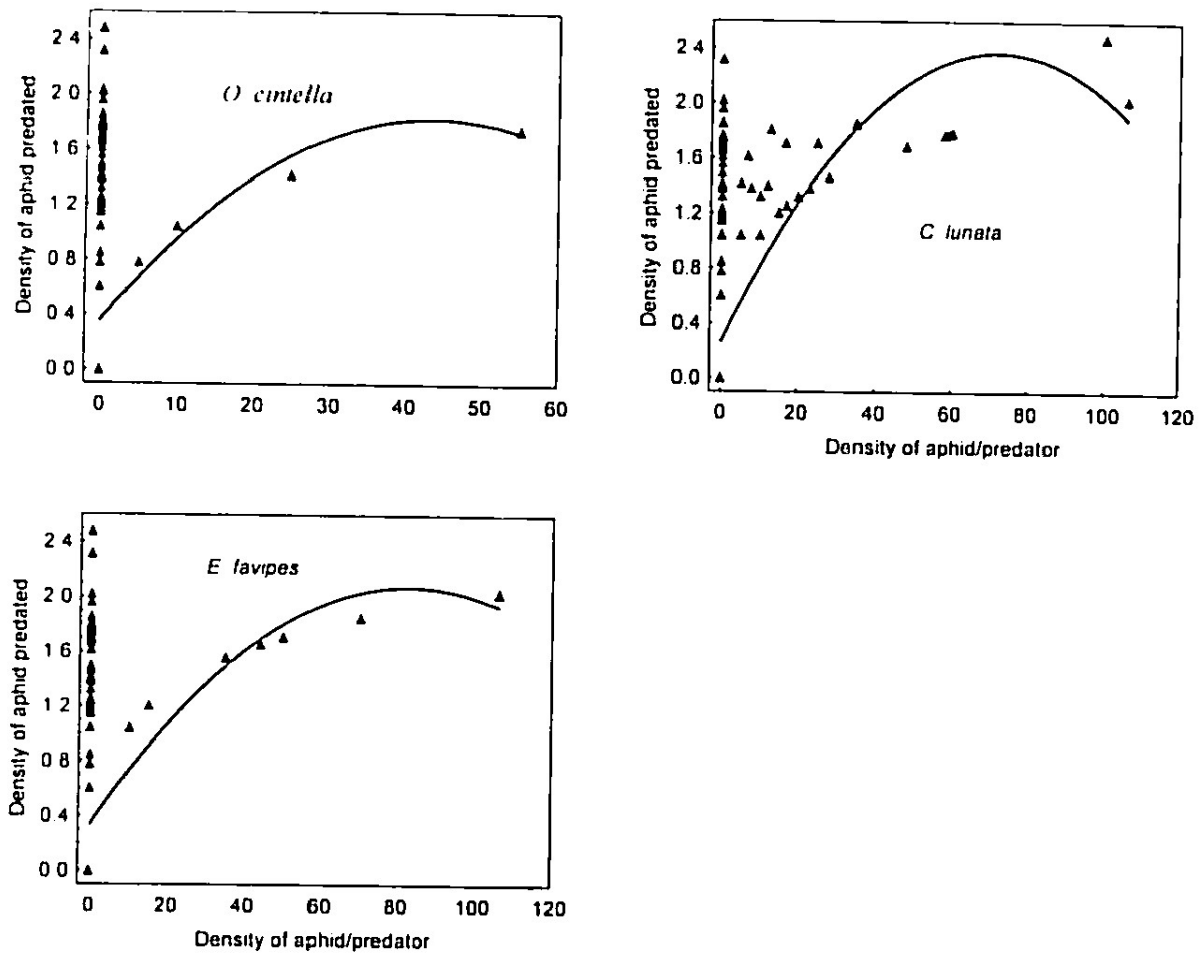 Density of aphid predated
2 4
2 0
1 6
1 2
0 8
0 4
0 0
O cintella
0 10 20 30 40 50 60
Density of aphid predated
2.4
2.0
1.6
1.2
0.8
0.4
0.0
C lunata
0 20 40 60 80 100 120
Density of aphid/predator
Density of aphid predated
2 4
2 0
1 6
1 2
0 8
0 4
0 0
E favipes
0 20 40 60 80 100 120
Density of aphid/predator